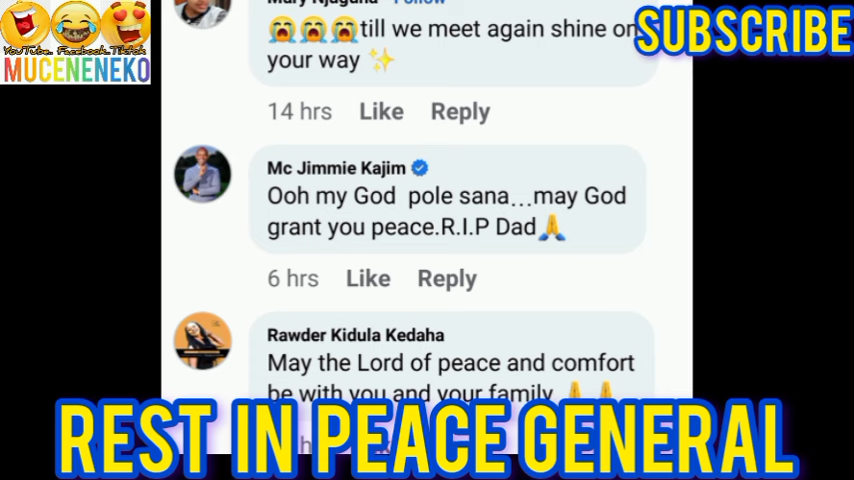 YouTube. Facebook.Tiktok
MUCENENEKO
SUBSCRIBE
😭😭😭till we meet again shine on
your way ✨
14 hrs Like Reply
Mc Jimmie Kajim
Ooh my God pole sana...may God
grant you peace.R.I.P Dad🙏
6 hrs Like Reply
Rawder Kidula Kedaha
May the Lord of peace and comfort
be with you and your family 🙏🙏
REST IN PEACE GENERAL